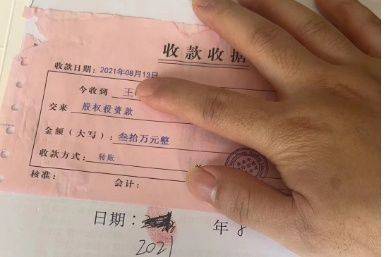 收款收据
收款日期：2021年08月13日
今收到 王
交来 股权投资款
金额（大写）：叁拾万元整
收款方式：转账
核准： 会计：
日期： 年 8
2021